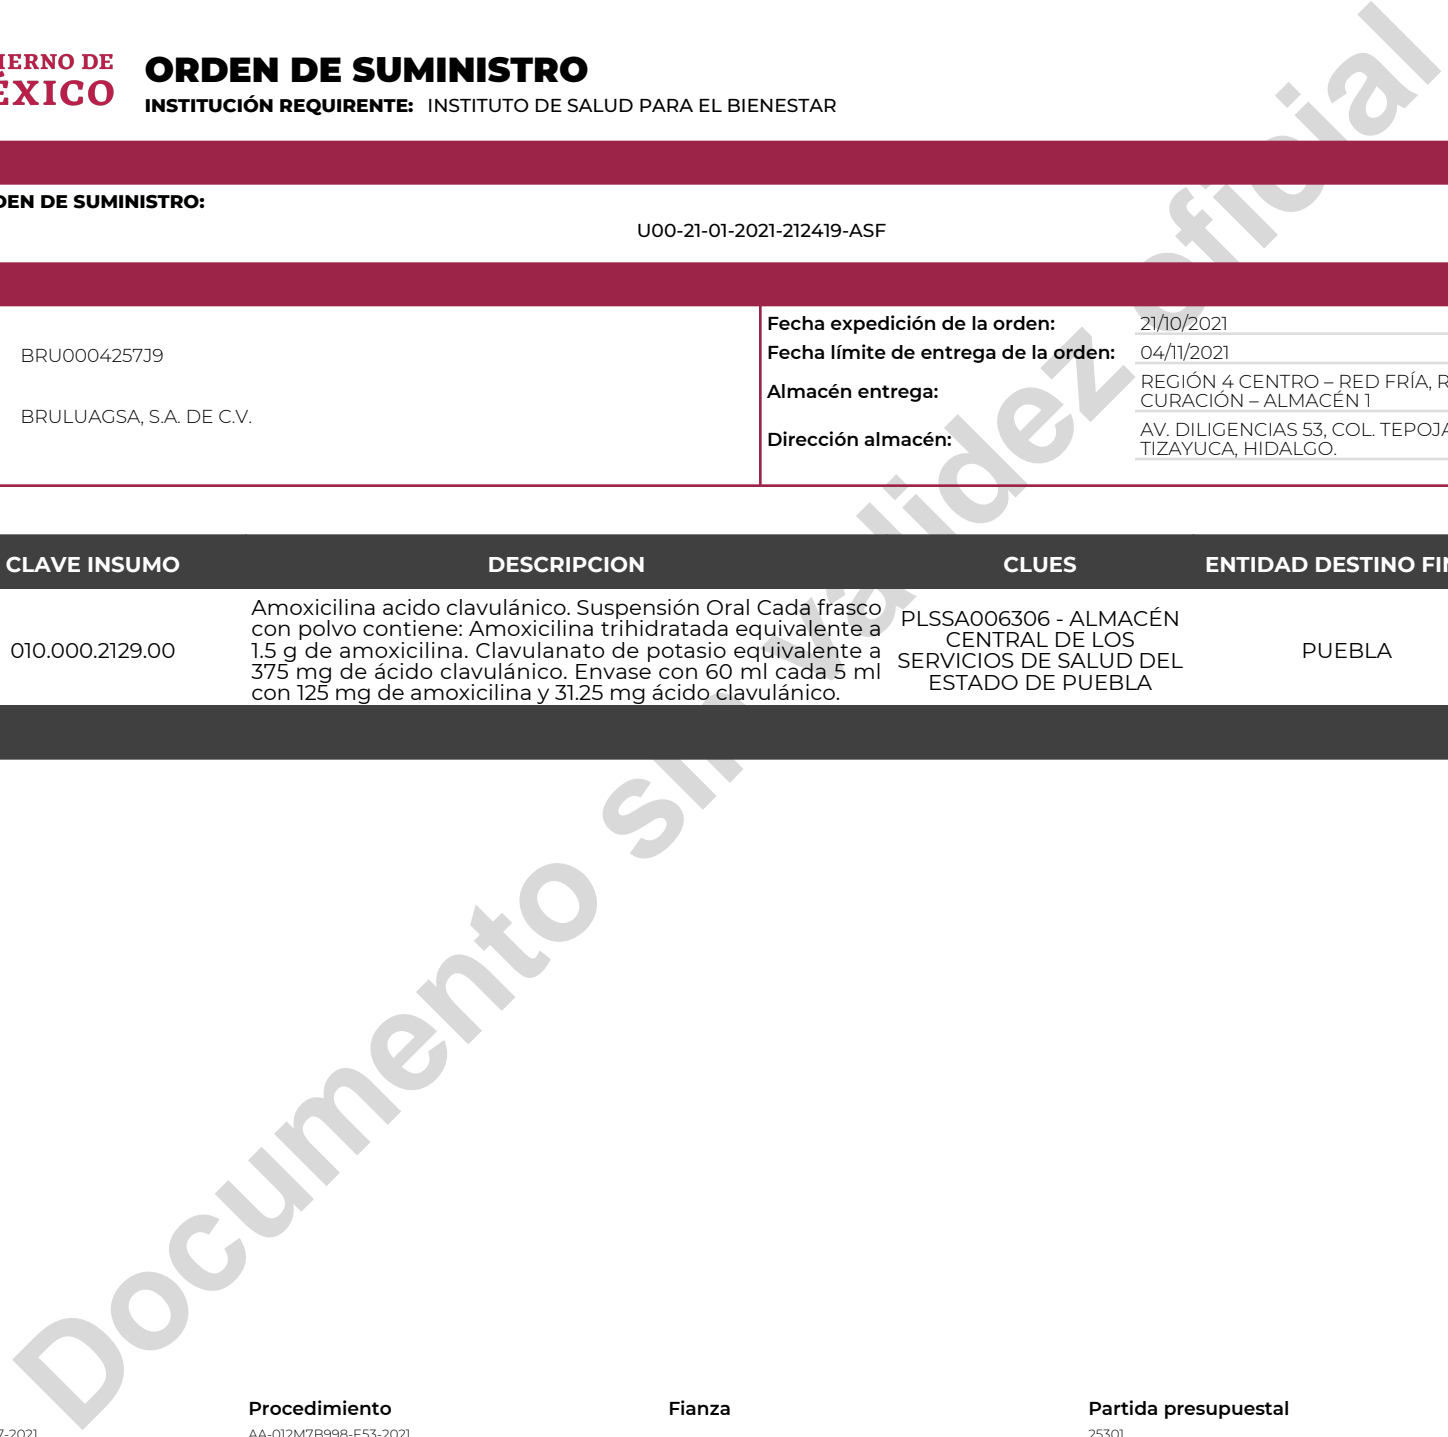 ORDEN DE SUMINISTRO
INSTITUCIÓN REQUIRENTE: INSTITUTO DE SALUD PARA EL BIENESTAR
DE SUMINISTRO:
U00-21-01-2021-212419-ASF
BRU0004257J9
BRULUAGSA, S.A. DE C.V.
Fecha expedición de la orden: 21/10/2021
Fecha límite de entrega de la orden: 04/11/2021
Almacén entrega: REGIÓN 4 CENTRO – RED FRÍA,
CURACIÓN – ALMACÉN 1
Dirección almacén: AV. DILIGENCIAS 53, COL.
TIZAYUCA, HIDALGO.
CLAVE INSUMO DESCRIPCION CLUES ENTIDAD DESTINO
010.000.2129.00
Amoxicilina acido clavulánico. Suspensión Oral Cada frasco
con polvo contiene: Amoxicilina trihidratada equivalente a
1.5 g de amoxicilina. Clavulanato de potasio equivalente a
375 mg de ácido clavulánico. Envase con 60 ml cada 5 ml
con 125 mg de amoxicilina y 31.25 mg ácido clavulánico.
PLSSA006306 - ALMACÉN
CENTRAL DE LOS
SERVICIOS DE SALUD DEL
ESTADO DE PUEBLA
PUEBLA
Documento sin validez oficial
Procedimiento Fianza Partida presupuestal
AA-012M7B998-E53-2021 25301